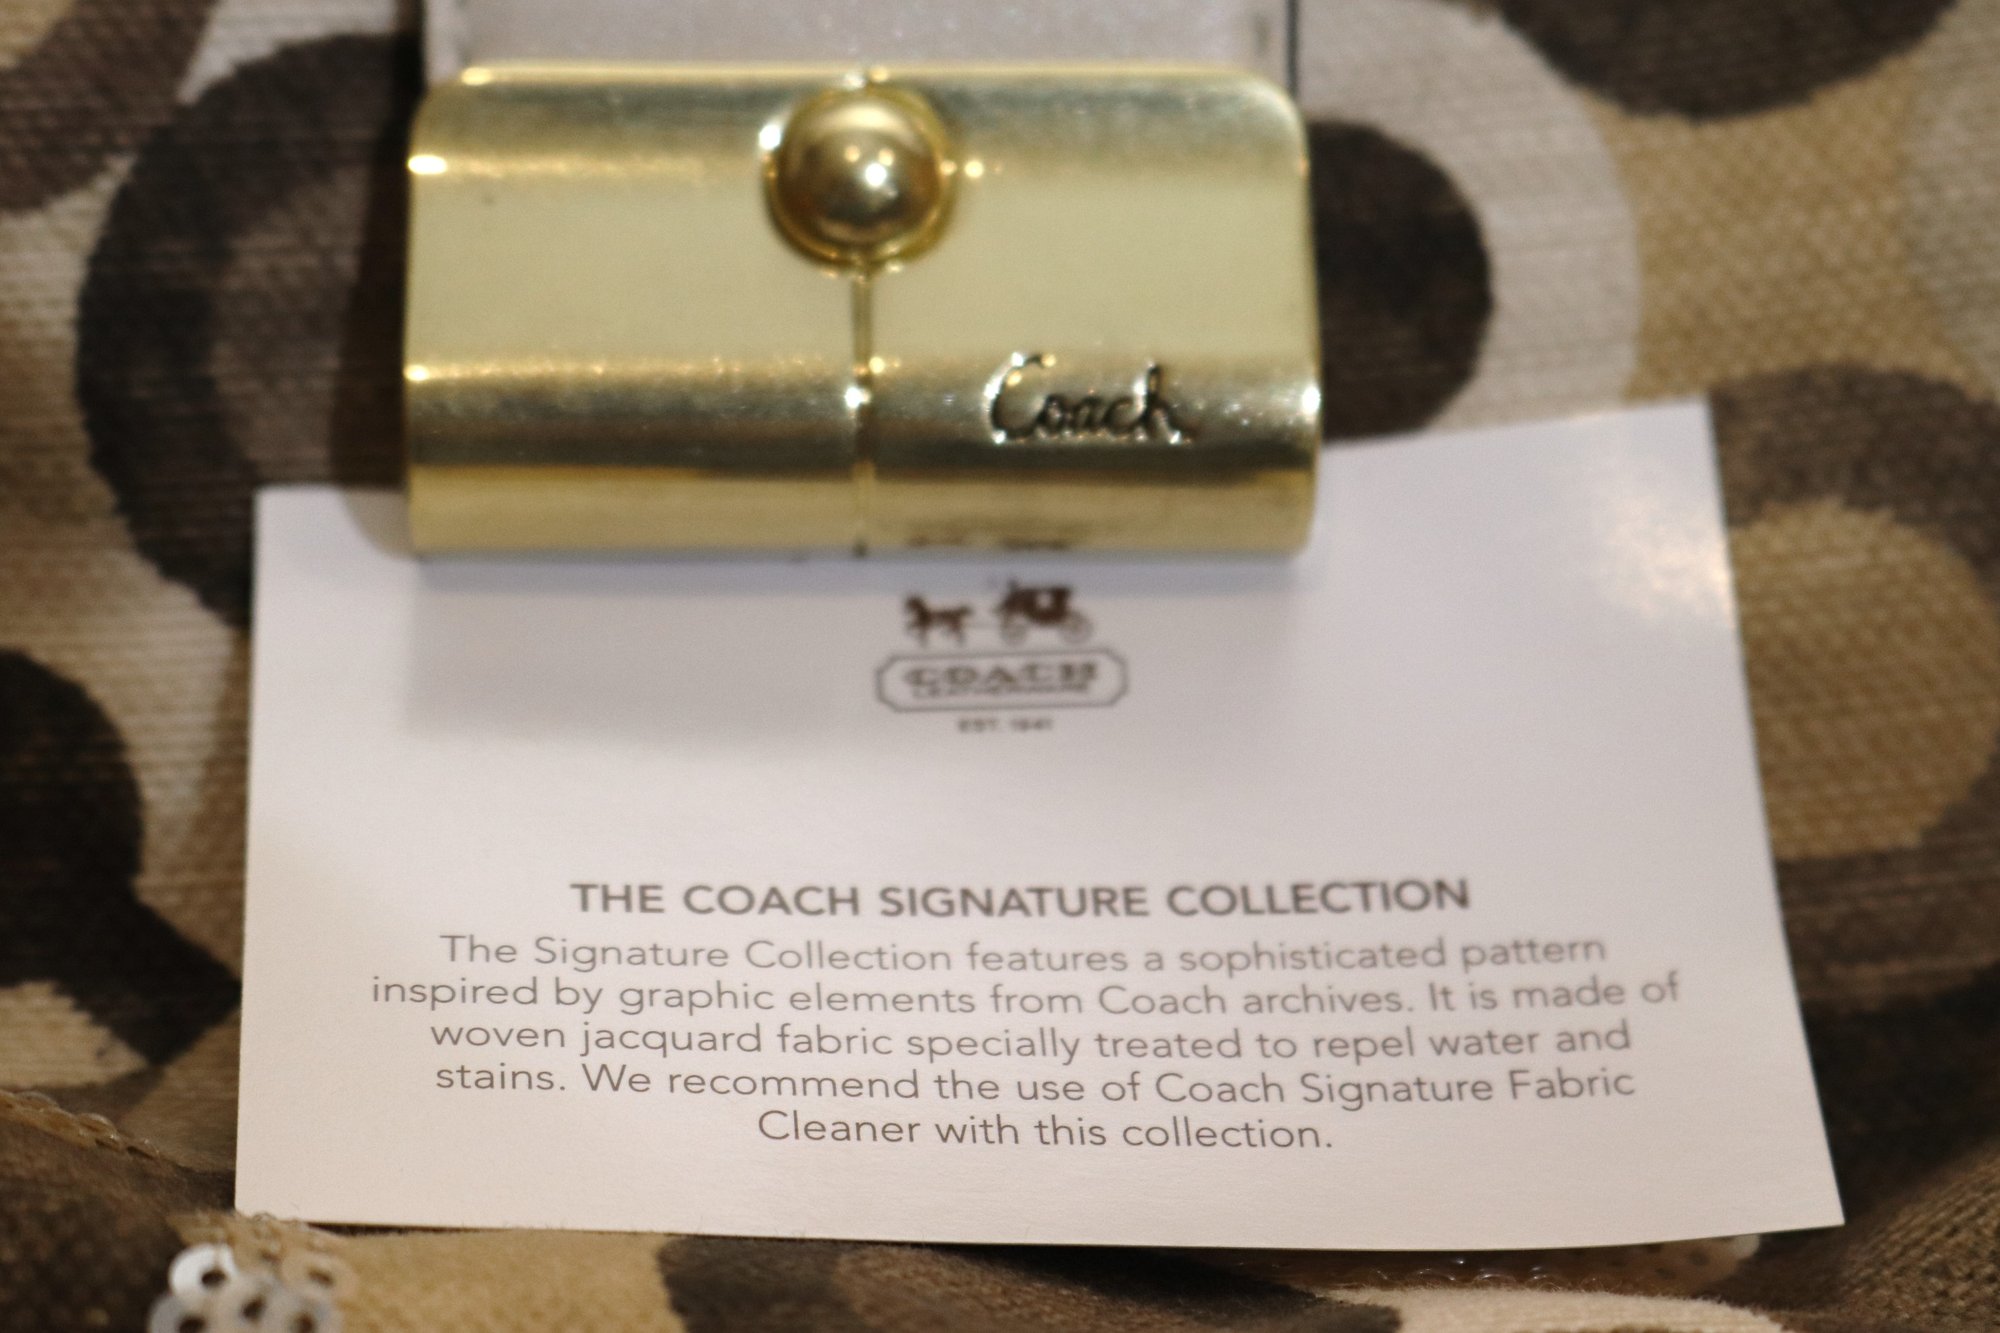 Coach
COACH
LEATHERWARE
EST. 1941
THE COACH SIGNATURE COLLECTION
The Signature Collection features a sophisticated pattern
inspired by graphic elements from Coach archives. It is made of
woven jacquard fabric specially treated to repel water and
stains. We recommend the use of Coach Signature Fabric
Cleaner with this collection.